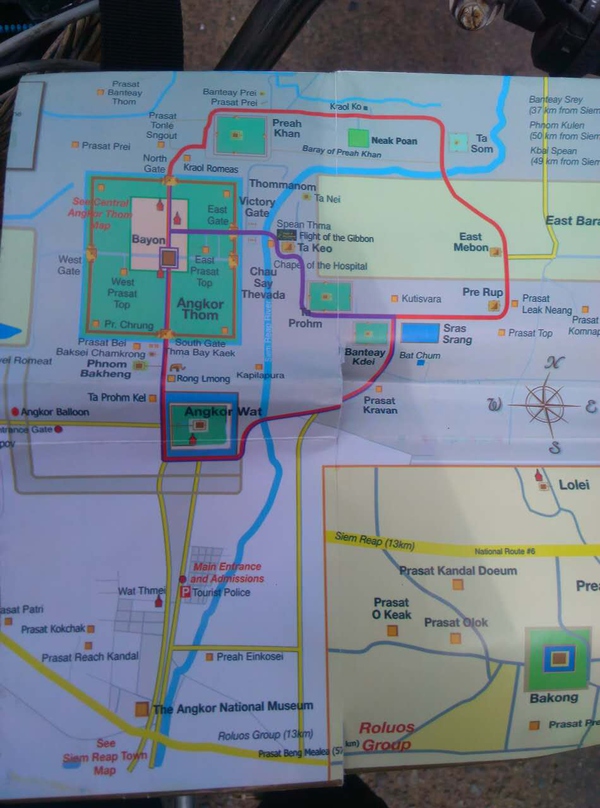 Prasat
Banteay
Thom
Banteay Prei
Prasat Prei
Kraol Ko
Banteay Srey
(37 km from Siem
Phnom Kulen
(50 km from Siem
Kbal Spean
(49 km from Siem
Prasat
Tonle
Sngout
Preah
Khan
Neak Poan
Baray of Preah Khan
Ta
Som
Prasat Prei
North
Gate
Kraol Romeas
See Central
Angkor Thom
Map
Thommanom
Ta Nei
Victory
Gate
East
Gate
Spean Thma
Flight of the Gibbon
Ta Keo
Chapel of the Hospital
East
Mebon
East Bara
Bayon
West
Gate
West
Prasat
Top
East
Prasat
Top
Chau
Say
Thevada
Angkor
Thom
Ta
Prohm
Kutisvara
Pre Rup
Prasat
Leak Neang
Prasat
Komnap
Pr. Chrung
South Gate
Thma Bay Kaek
Prasat Bei
Baksei Chamkrong
Phnom
Bakheng
Banteay
Kdei
Sras
Srang
Prasat Top
Bat Chum
vel Romeat
Rong Lmong
Kapilapura
Ta Prohm Kel
Angkor Wat
Prasat
Kravan
Angkor Balloon
trance Gate
pov
N
W
E
S
Lolei
Siem Reap (13km)
National Route #6
Main Entrance
and Admissions
P
Tourist Police
Wat Thmei
Prasat Kandal Doeum
Prasat
O Keak
Prasat Olok
Prea
asat Patri
Prasat Kokchak
Prasat Reach Kandal
Preah Einkosei
Bakong
The Angkor National Museum
Prasat Pre
Roluos Group (13km)
Roluos
Group
See
Siem Reap Town
Map
Prasat Beng Mealea (5
km)